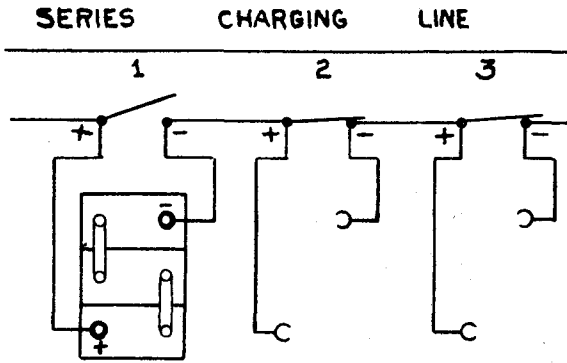 SERIES CHARGING LINE
1 2 3
+ - + - + -
-
+